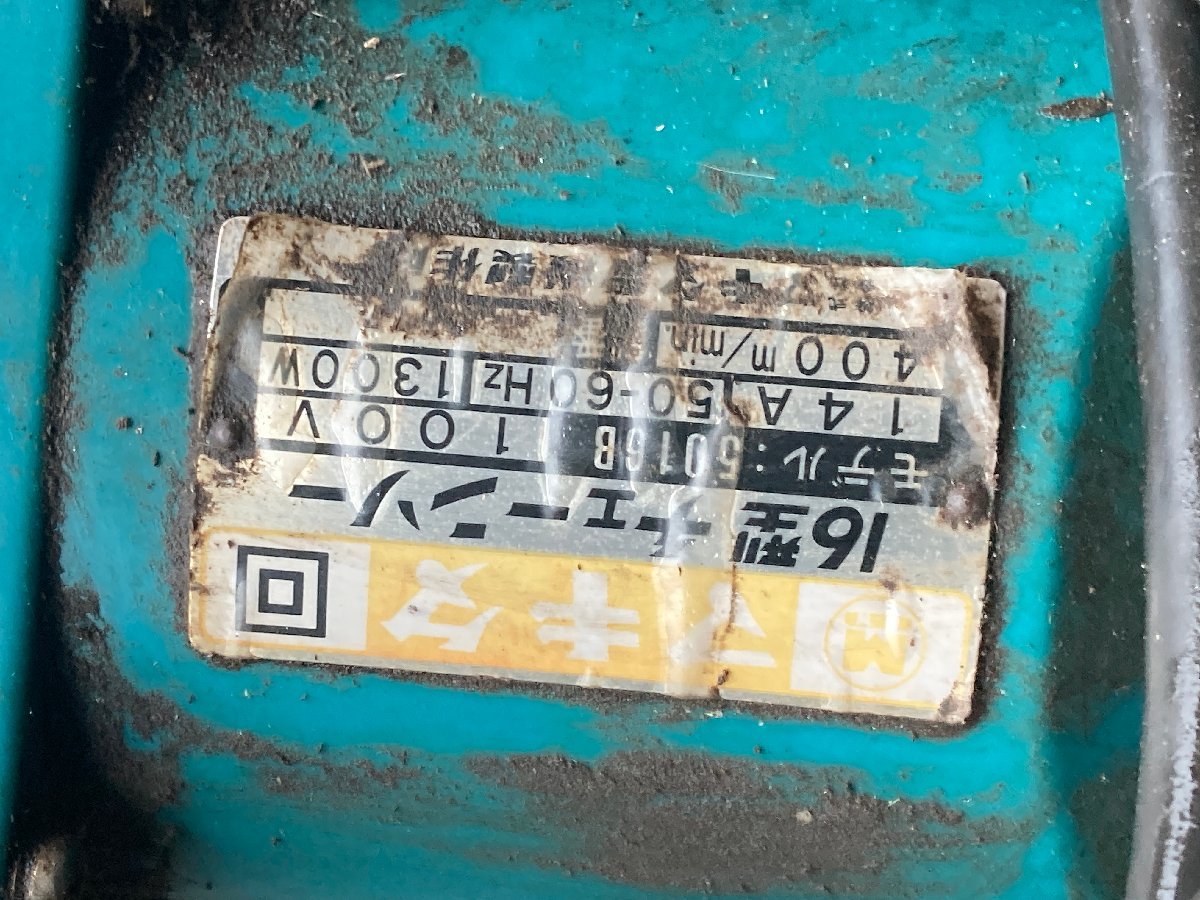 マキタ
16型 チェーンソー
モデル:5016B 100V
14A 50-60Hz 1300W
400m/min.